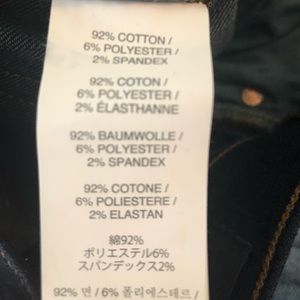 92% COTTON /
6% POLYESTER /
2% SPANDEX
92% COTON /
6% POLYESTER /
2% ÉLASTHANNE
92% BAUMWOLLE /
6% POLYESTER /
2% SPANDEX
92% COTONE /
6% POLIESTERE /
2% ELASTAN
綿92%
ポリエステル6%
スパンデックス2%
92% 면 / 6% 폴리에스테르 /